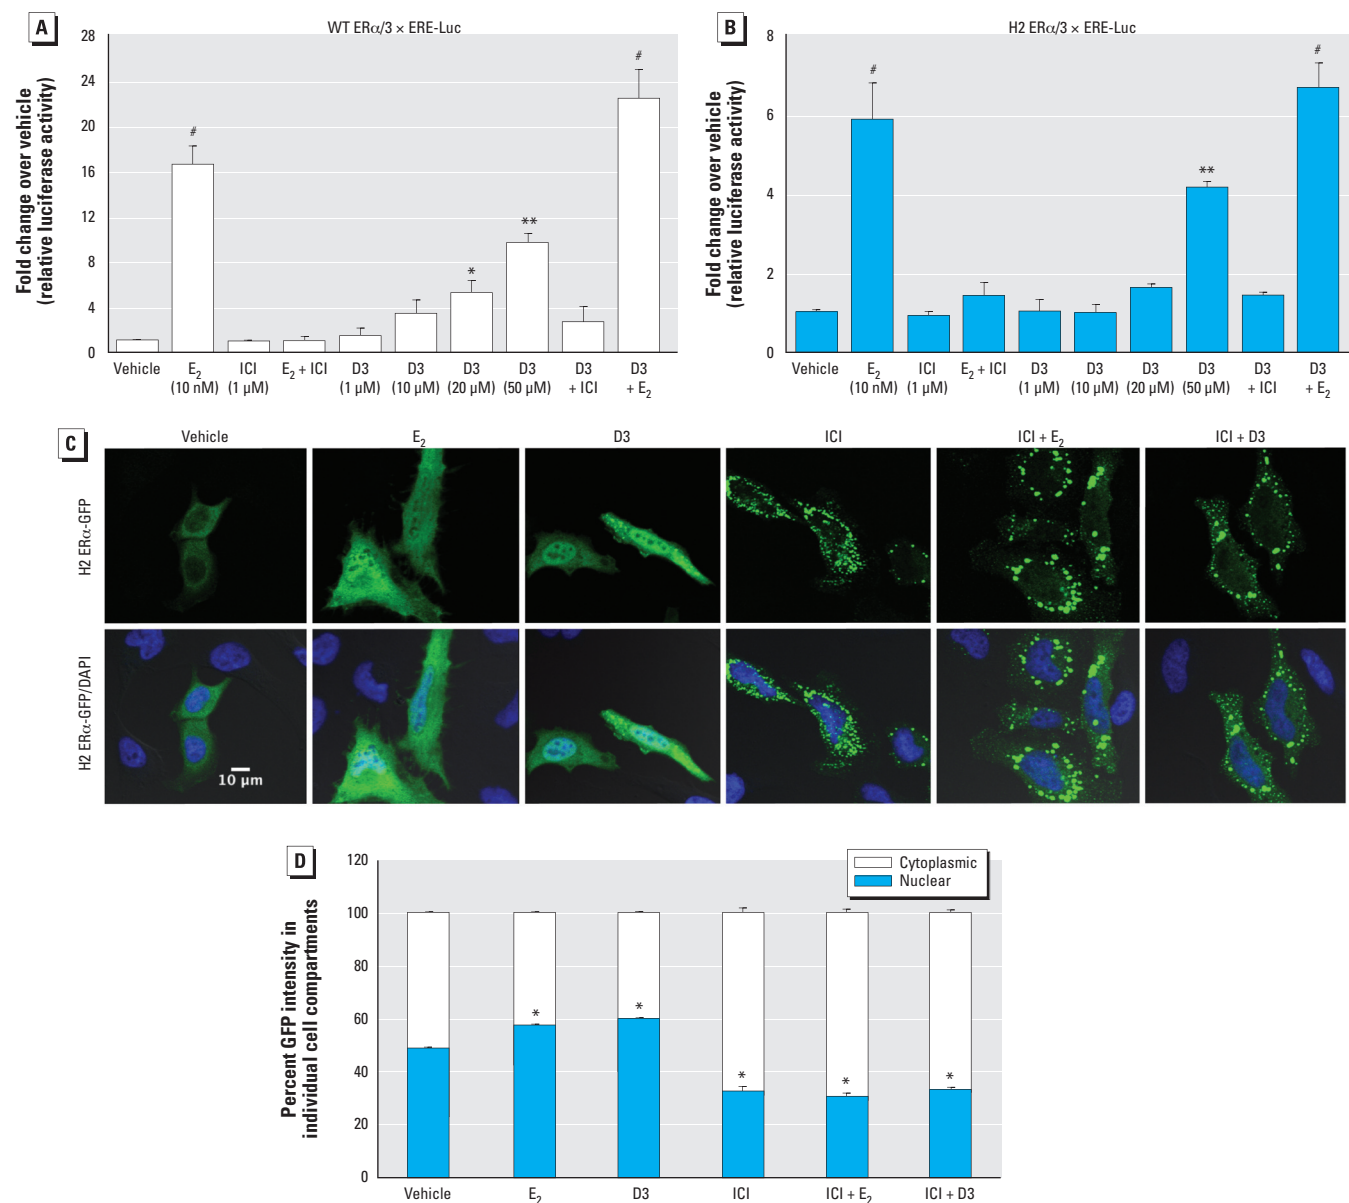 A
WT ERα/3 × ERE-Luc
Fold change over vehicle
(relative luciferase activity)
28
24
20
16
12
8
4
0
#
*
**
#
Vehicle
E₂
(10 nM)
ICI
(1 µM)
E₂ + ICI
D3
(1 µM)
D3
(10 µM)
D3
(20 µM)
D3
(50 µM)
D3
+ ICI
D3
+ E₂
B
H2 ERα/3 × ERE-Luc
Fold change over vehicle
(relative luciferase activity)
8
6
4
2
0
#
**
#
Vehicle
E₂
(10 nM)
ICI
(1 µM)
E₂ + ICI
D3
(1 µM)
D3
(10 µM)
D3
(20 µM)
D3
(50 µM)
D3
+ ICI
D3
+ E₂
C
Vehicle
E₂
D3
ICI
ICI + E₂
ICI + D3
H2 ERα-GFP
H2 ERα-GFP/DAPI
10 µm
D
Percent GFP intensity in
individual cell compartments
120
100
80
60
40
20
0
Cytoplasmic
Nuclear
*
*
*
*
*
Vehicle
E₂
D3
ICI
ICI + E₂
ICI + D3